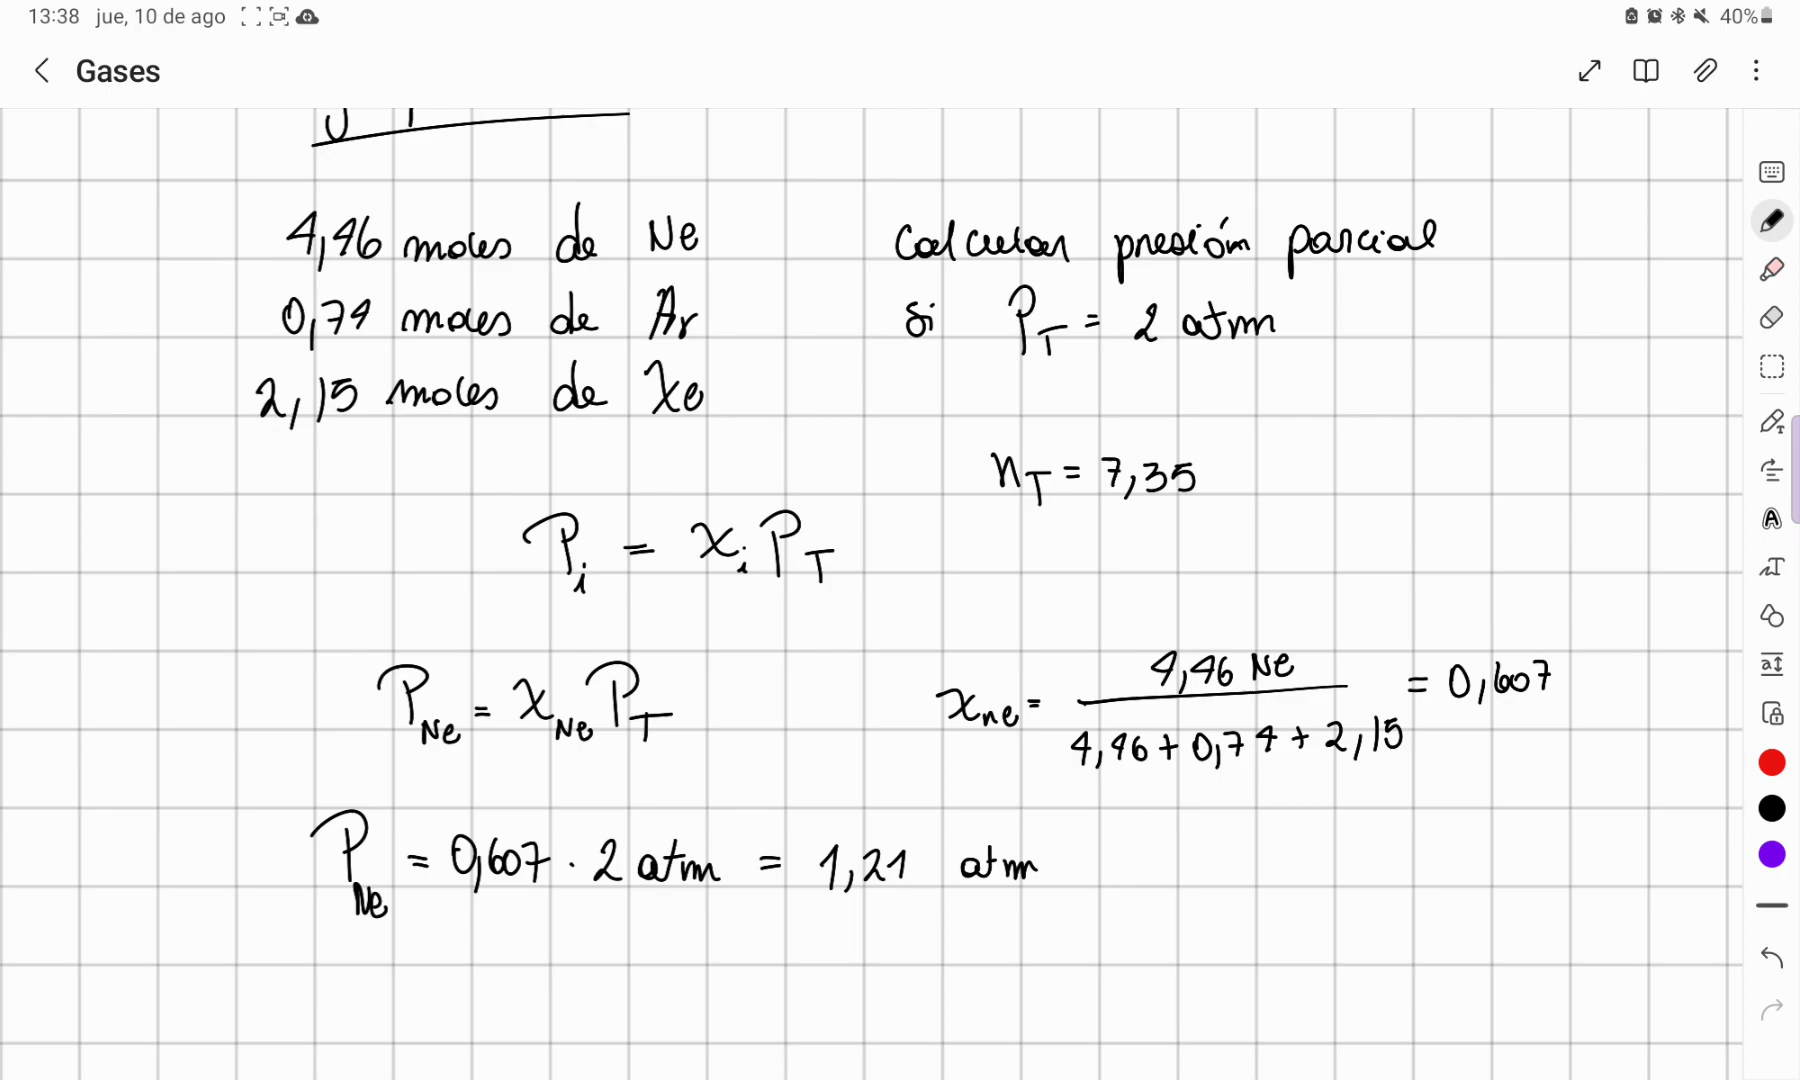 13:38 jue, 10 de ago 40%
Gases
4,46 moles de Ne
0,74 moles de Ar
2,15 moles de Xe
Calcular presión parcial
si P_T = 2 atm
n_T = 7,35
P_i = x_i P_T
P_Ne = x_Ne P_T
x_ne = 4,46 Ne / 4,46 + 0,74 + 2,15 = 0,607
P_Ne = 0,607 · 2 atm = 1,21 atm